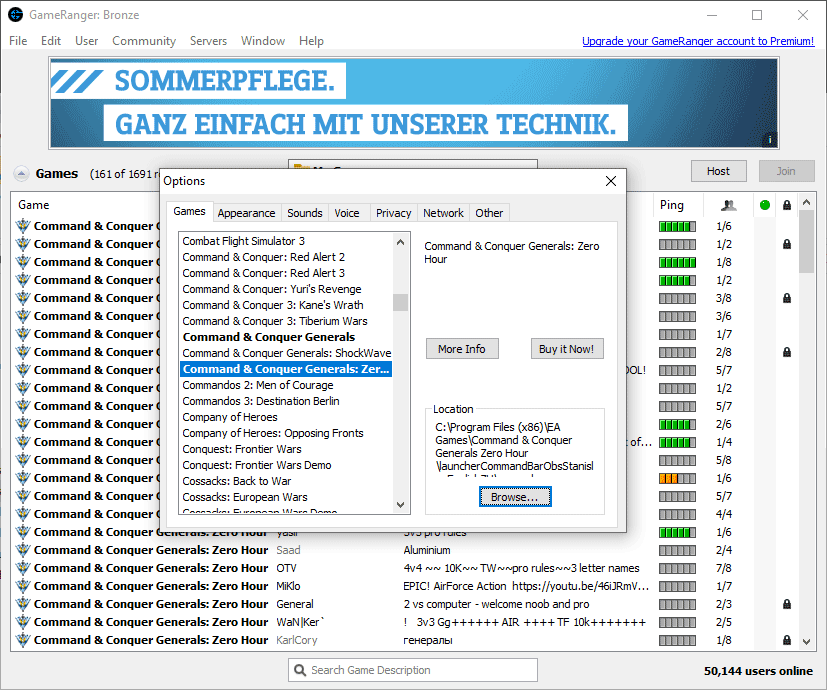 GameRanger: Bronze
File Edit User Community Servers Window Help
Upgrade your GameRanger account to Premium!
SOMMERPFLEGE.
GANZ EINFACH MIT UNSERER TECHNIK.
Games (161 of 1691
Host
Join
Game
Ping
Options
Games Appearance Sounds Voice Privacy Network Other
Combat Flight Simulator 3
Command & Conquer: Red Alert 2
Command & Conquer: Red Alert 3
Command & Conquer: Yuri's Revenge
Command & Conquer 3: Kane's Wrath
Command & Conquer 3: Tiberium Wars
Command & Conquer Generals
Command & Conquer Generals: ShockWave
Command & Conquer Generals: Zer...
Commandos 2: Men of Courage
Commandos 3: Destination Berlin
Company of Heroes
Company of Heroes: Opposing Fronts
Conquest: Frontier Wars
Conquest: Frontier Wars Demo
Cossacks: Back to War
Cossacks: European Wars
Cossacks: European Wars Demo
Command & Conquer Generals: Zero
Hour
More Info
Buy it Now!
Location
C:\Program Files (x86)\EA
Games\Command & Conquer
Generals Zero Hour
\launcherCommandBarObsStanisl
Browse...
Command & Conquer 1/6
Command & Conquer 1/2
Command & Conquer 1/8
Command & Conquer 1/2
Command & Conquer 3/8
Command & Conquer 3/6
Command & Conquer 1/7
Command & Conquer 2/8
Command & Conquer OOL! 5/7
Command & Conquer 1/2
Command & Conquer 5/7
Command & Conquer 2/6
Command & Conquer t of... 1/4
Command & Conquer 5/8
Command & Conquer 1/6
Command & Conquer 5/7
Command & Conquer 4/4
Command & Conquer Generals: Zero Hour yasir 3v3 pro rules 1/6
Command & Conquer Generals: Zero Hour Saad Aluminium 2/4
Command & Conquer Generals: Zero Hour OTV 4v4 ~~ 10K~~ TW~~pro rules~~3 letter names 7/8
Command & Conquer Generals: Zero Hour MiKlo EPIC! AirForce Action https://youtu.be/46iJRmV... 1/7
Command & Conquer Generals: Zero Hour General 2 vs computer - welcome noob and pro 2/3
Command & Conquer Generals: Zero Hour WaN|Ker` ! 3v3 Gg++++++ AIR ++++ TF 10k+++++++ 2/5
Command & Conquer Generals: Zero Hour KarlCory генералы 1/8
Search Game Description
50,144 users online